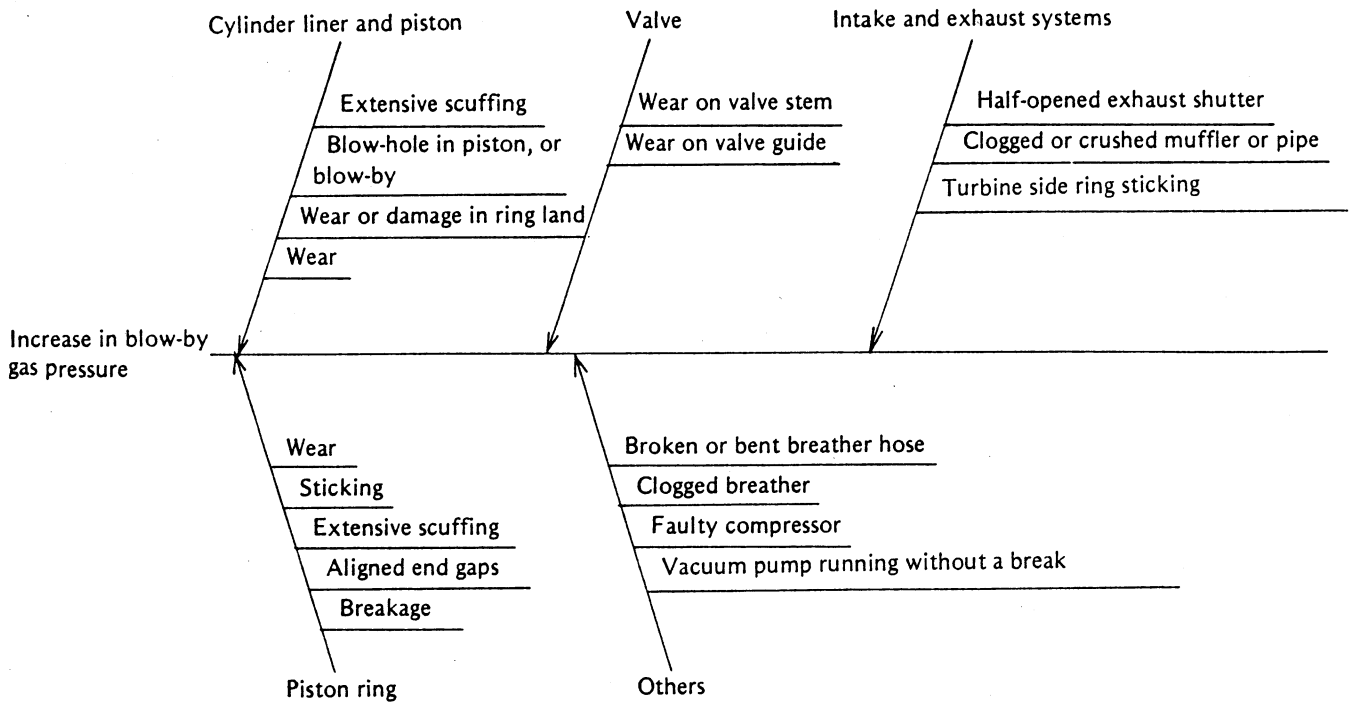 Cylinder liner and piston
Valve
Intake and exhaust systems
Extensive scuffing
Blow-hole in piston, or
blow-by
Wear or damage in ring land
Wear
Wear on valve stem
Wear on valve guide
Half-opened exhaust shutter
Clogged or crushed muffler or pipe
Turbine side ring sticking
Increase in blow-by
gas pressure
Wear
Sticking
Extensive scuffing
Aligned end gaps
Breakage
Piston ring
Broken or bent breather hose
Clogged breather
Faulty compressor
Vacuum pump running without a break
Others